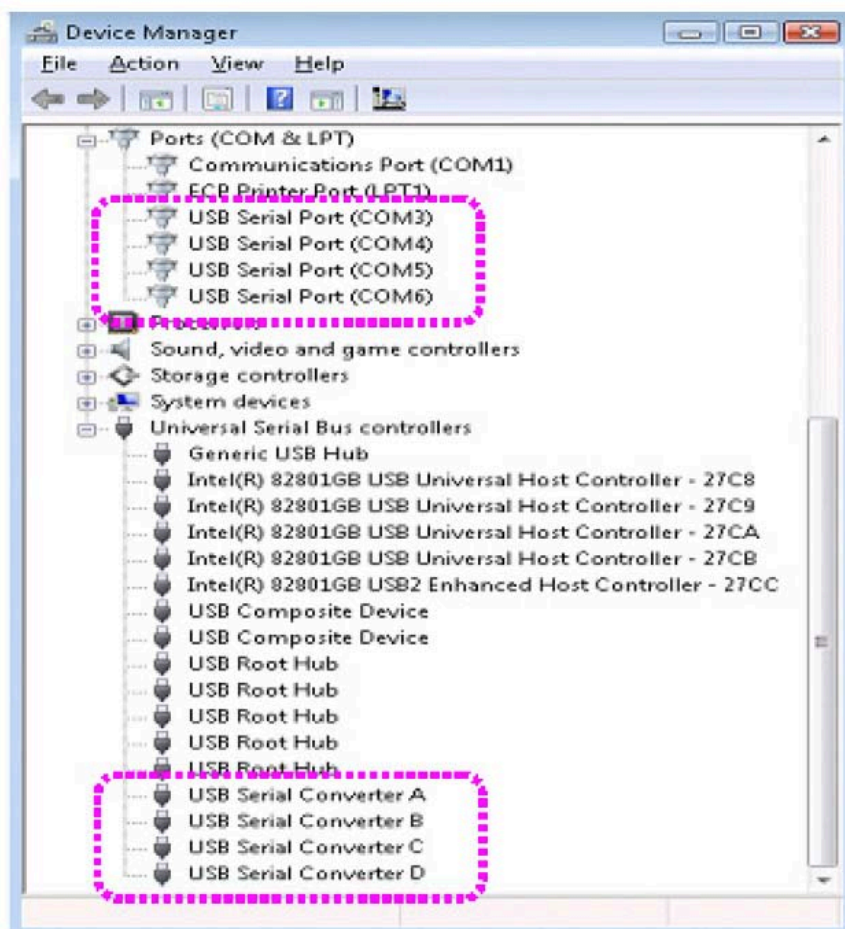 Device Manager
File Action View Help
Ports (COM & LPT)
Communications Port (COM1)
ECP Printer Port (LPT1)
USB Serial Port (COM3)
USB Serial Port (COM4)
USB Serial Port (COM5)
USB Serial Port (COM6)
Processors
Sound, video and game controllers
Storage controllers
System devices
Universal Serial Bus controllers
Generic USB Hub
Intel(R) 82801GB USB Universal Host Controller - 27C8
Intel(R) 82801GB USB Universal Host Controller - 27C9
Intel(R) 82801GB USB Universal Host Controller - 27CA
Intel(R) 82801GB USB Universal Host Controller - 27CB
Intel(R) 82801GB USB2 Enhanced Host Controller - 27CC
USB Composite Device
USB Composite Device
USB Root Hub
USB Root Hub
USB Root Hub
USB Root Hub
USB Root Hub
USB Serial Converter A
USB Serial Converter B
USB Serial Converter C
USB Serial Converter D